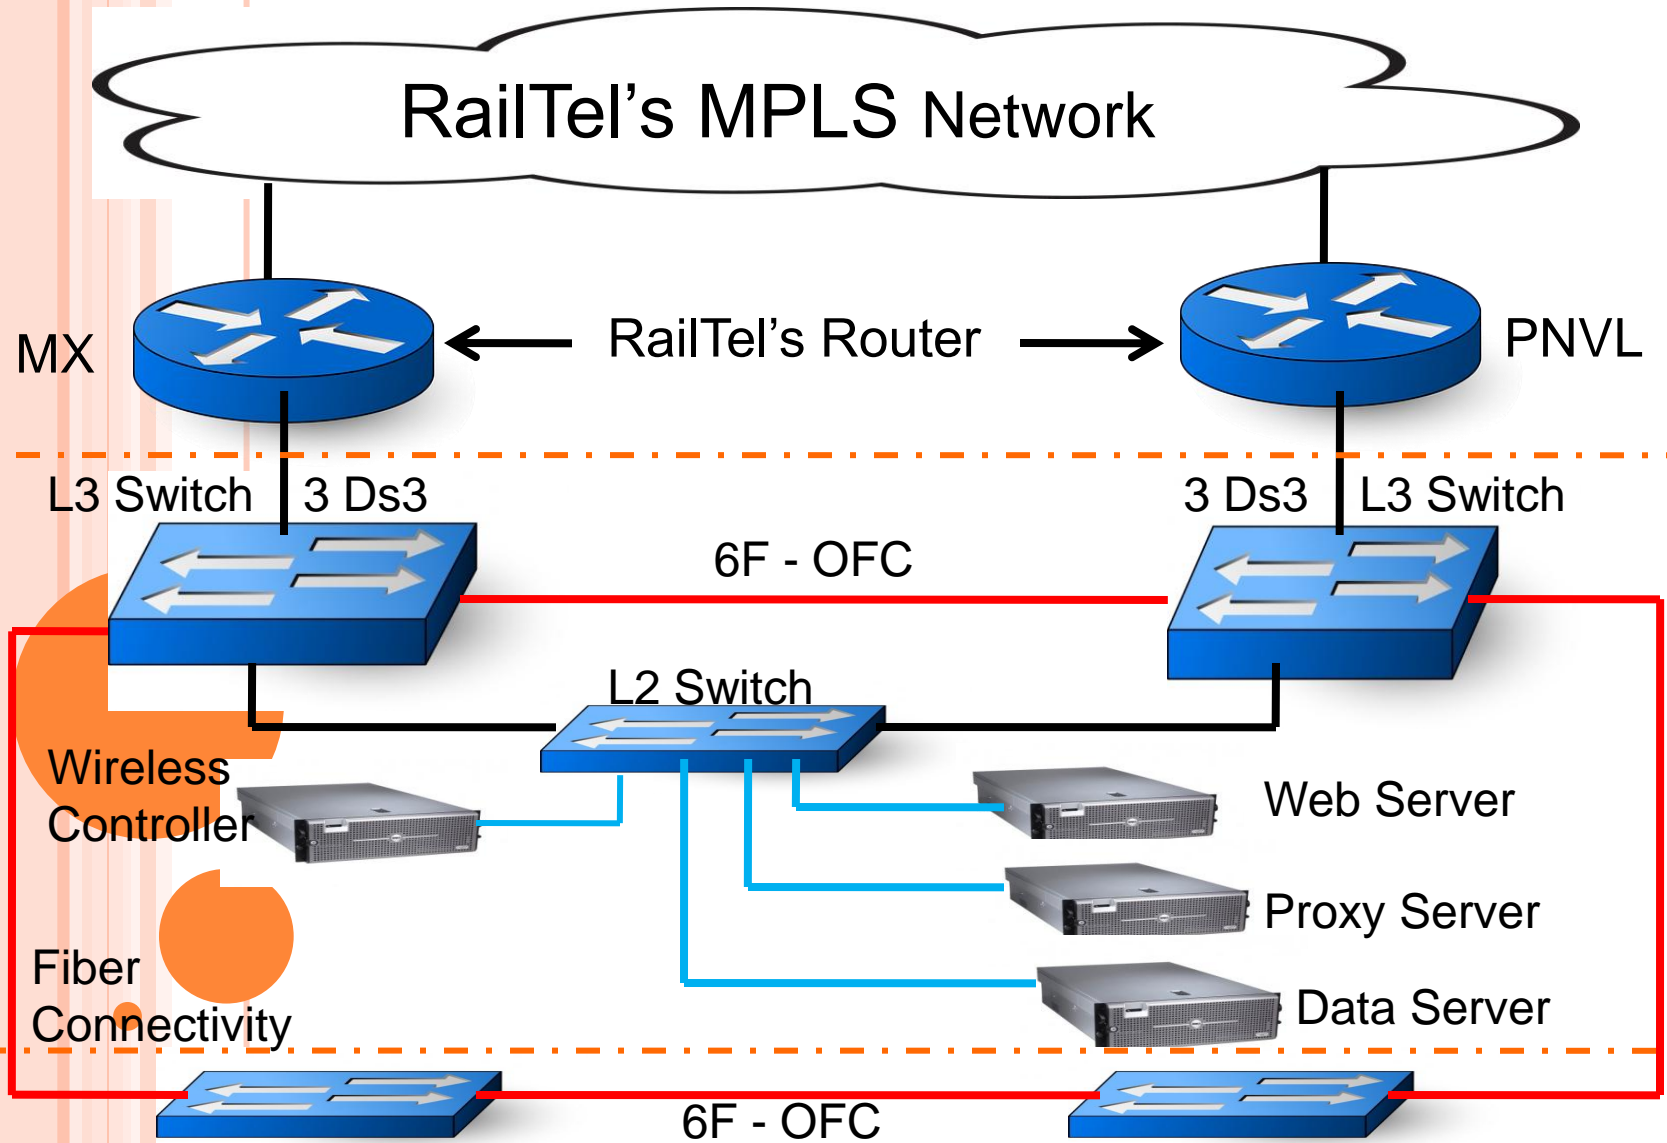 RailTel’s MPLS Network
MX
RailTel’s Router
PNVL
L3 Switch
3 Ds3
3 Ds3
L3 Switch
6F - OFC
L2 Switch
Wireless
Controller
Web Server
Proxy Server
Fiber
Connectivity
Data Server
6F - OFC